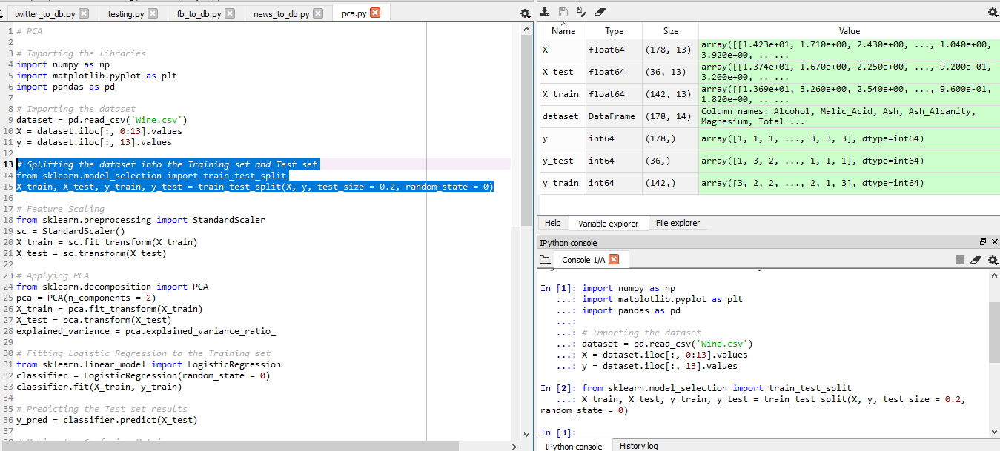 twitter_to_db.py
testing.py
fb_to_db.py
news_to_db.py
pca.py
1 # PCA
2
3 # Importing the libraries
4 import numpy as np
5 import matplotlib.pyplot as plt
6 import pandas as pd
7
8 # Importing the dataset
9 dataset = pd.read_csv('Wine.csv')
10 X = dataset.iloc[:, 0:13].values
11 y = dataset.iloc[:, 13].values
12
13 # Splitting the dataset into the Training set and Test set
14 from sklearn.model_selection import train_test_split
15 X_train, X_test, y_train, y_test = train_test_split(X, y, test_size = 0.2, random_state = 0)
16
17 # Feature Scaling
18 from sklearn.preprocessing import StandardScaler
19 sc = StandardScaler()
20 X_train = sc.fit_transform(X_train)
21 X_test = sc.transform(X_test)
22
23 # Applying PCA
24 from sklearn.decomposition import PCA
25 pca = PCA(n_components = 2)
26 X_train = pca.fit_transform(X_train)
27 X_test = pca.transform(X_test)
28 explained_variance = pca.explained_variance_ratio_
29
30 # Fitting Logistic Regression to the Training set
31 from sklearn.linear_model import LogisticRegression
32 classifier = LogisticRegression(random_state = 0)
33 classifier.fit(X_train, y_train)
34
35 # Predicting the Test set results
36 y_pred = classifier.predict(X_test)
37
Name Type Size Value
X float64 (178, 13) array([[1.423e+01, 1.710e+00, 2.430e+00, ..., 1.040e+00,
3.920e+00, .. ...
X_test float64 (36, 13) array([[1.374e+01, 1.670e+00, 2.250e+00, ..., 9.200e-01,
3.200e+00, .. ...
X_train float64 (142, 13) array([[1.369e+01, 3.260e+00, 2.540e+00, ..., 9.600e-01,
1.820e+00, .. ...
dataset DataFrame (178, 14) Column names: Alcohol, Malic_Acid, Ash, Ash_Alcanity,
Magnesium, Total ...
y int64 (178,) array([1, 1, 1, ..., 3, 3, 3], dtype=int64)
y_test int64 (36,) array([1, 3, 2, ..., 1, 1, 1], dtype=int64)
y_train int64 (142,) array([3, 2, 2, ..., 2, 1, 3], dtype=int64)
Help Variable explorer File explorer
IPython console
Console 1/A
In [1]: import numpy as np
...: import matplotlib.pyplot as plt
...: import pandas as pd
...:
...: # Importing the dataset
...: dataset = pd.read_csv('Wine.csv')
...: X = dataset.iloc[:, 0:13].values
...: y = dataset.iloc[:, 13].values
In [2]: from sklearn.model_selection import train_test_split
...: X_train, X_test, y_train, y_test = train_test_split(X, y, test_size = 0.2,
random_state = 0)
In [3]:
IPython console History log